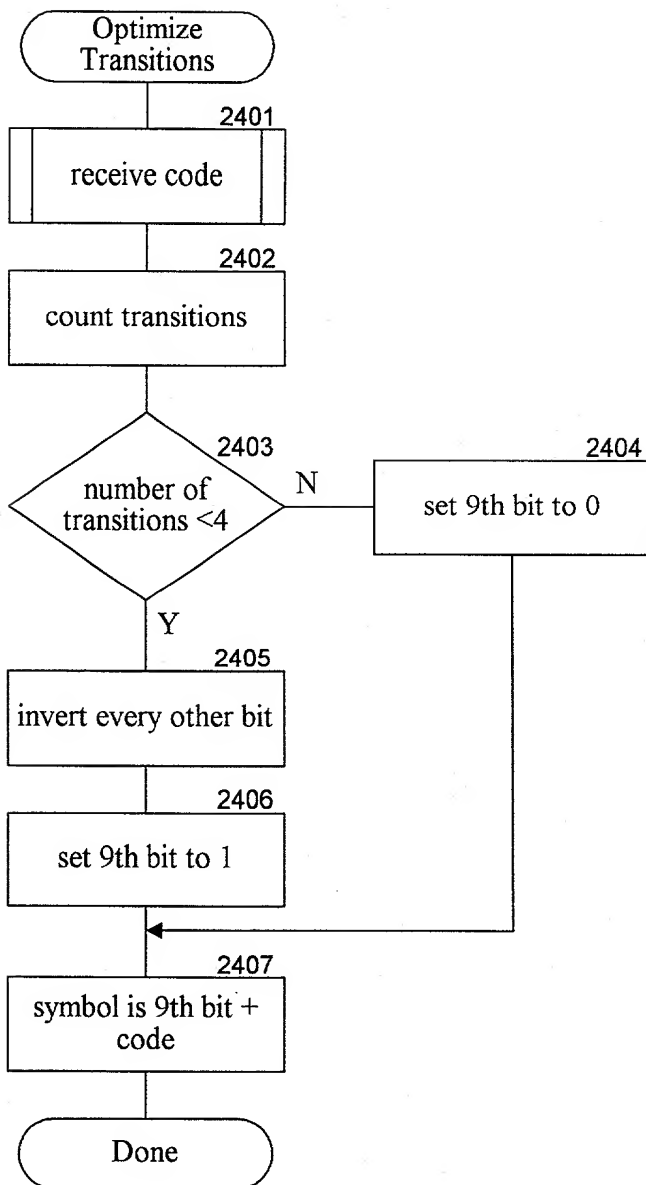 Optimize
Transitions
2401
receive code
2402
count transitions
2403
number of
transitions <4
N
2404
set 9th bit to 0
Y
2405
invert every other bit
2406
set 9th bit to 1
2407
symbol is 9th bit +
code
Done